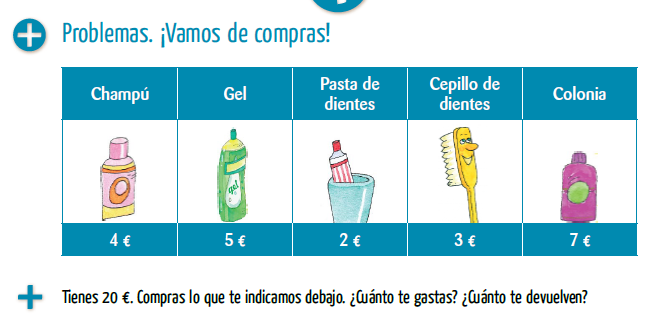 Problemas. ¡Vamos de compras!
Champú Gel Pasta de dientes Cepillo de dientes Colonia
gel
4 € 5 € 2 € 3 € 7 €
Tienes 20 €. Compras lo que te indicamos debajo. ¿Cuánto te gastas? ¿Cuánto te devuelven?